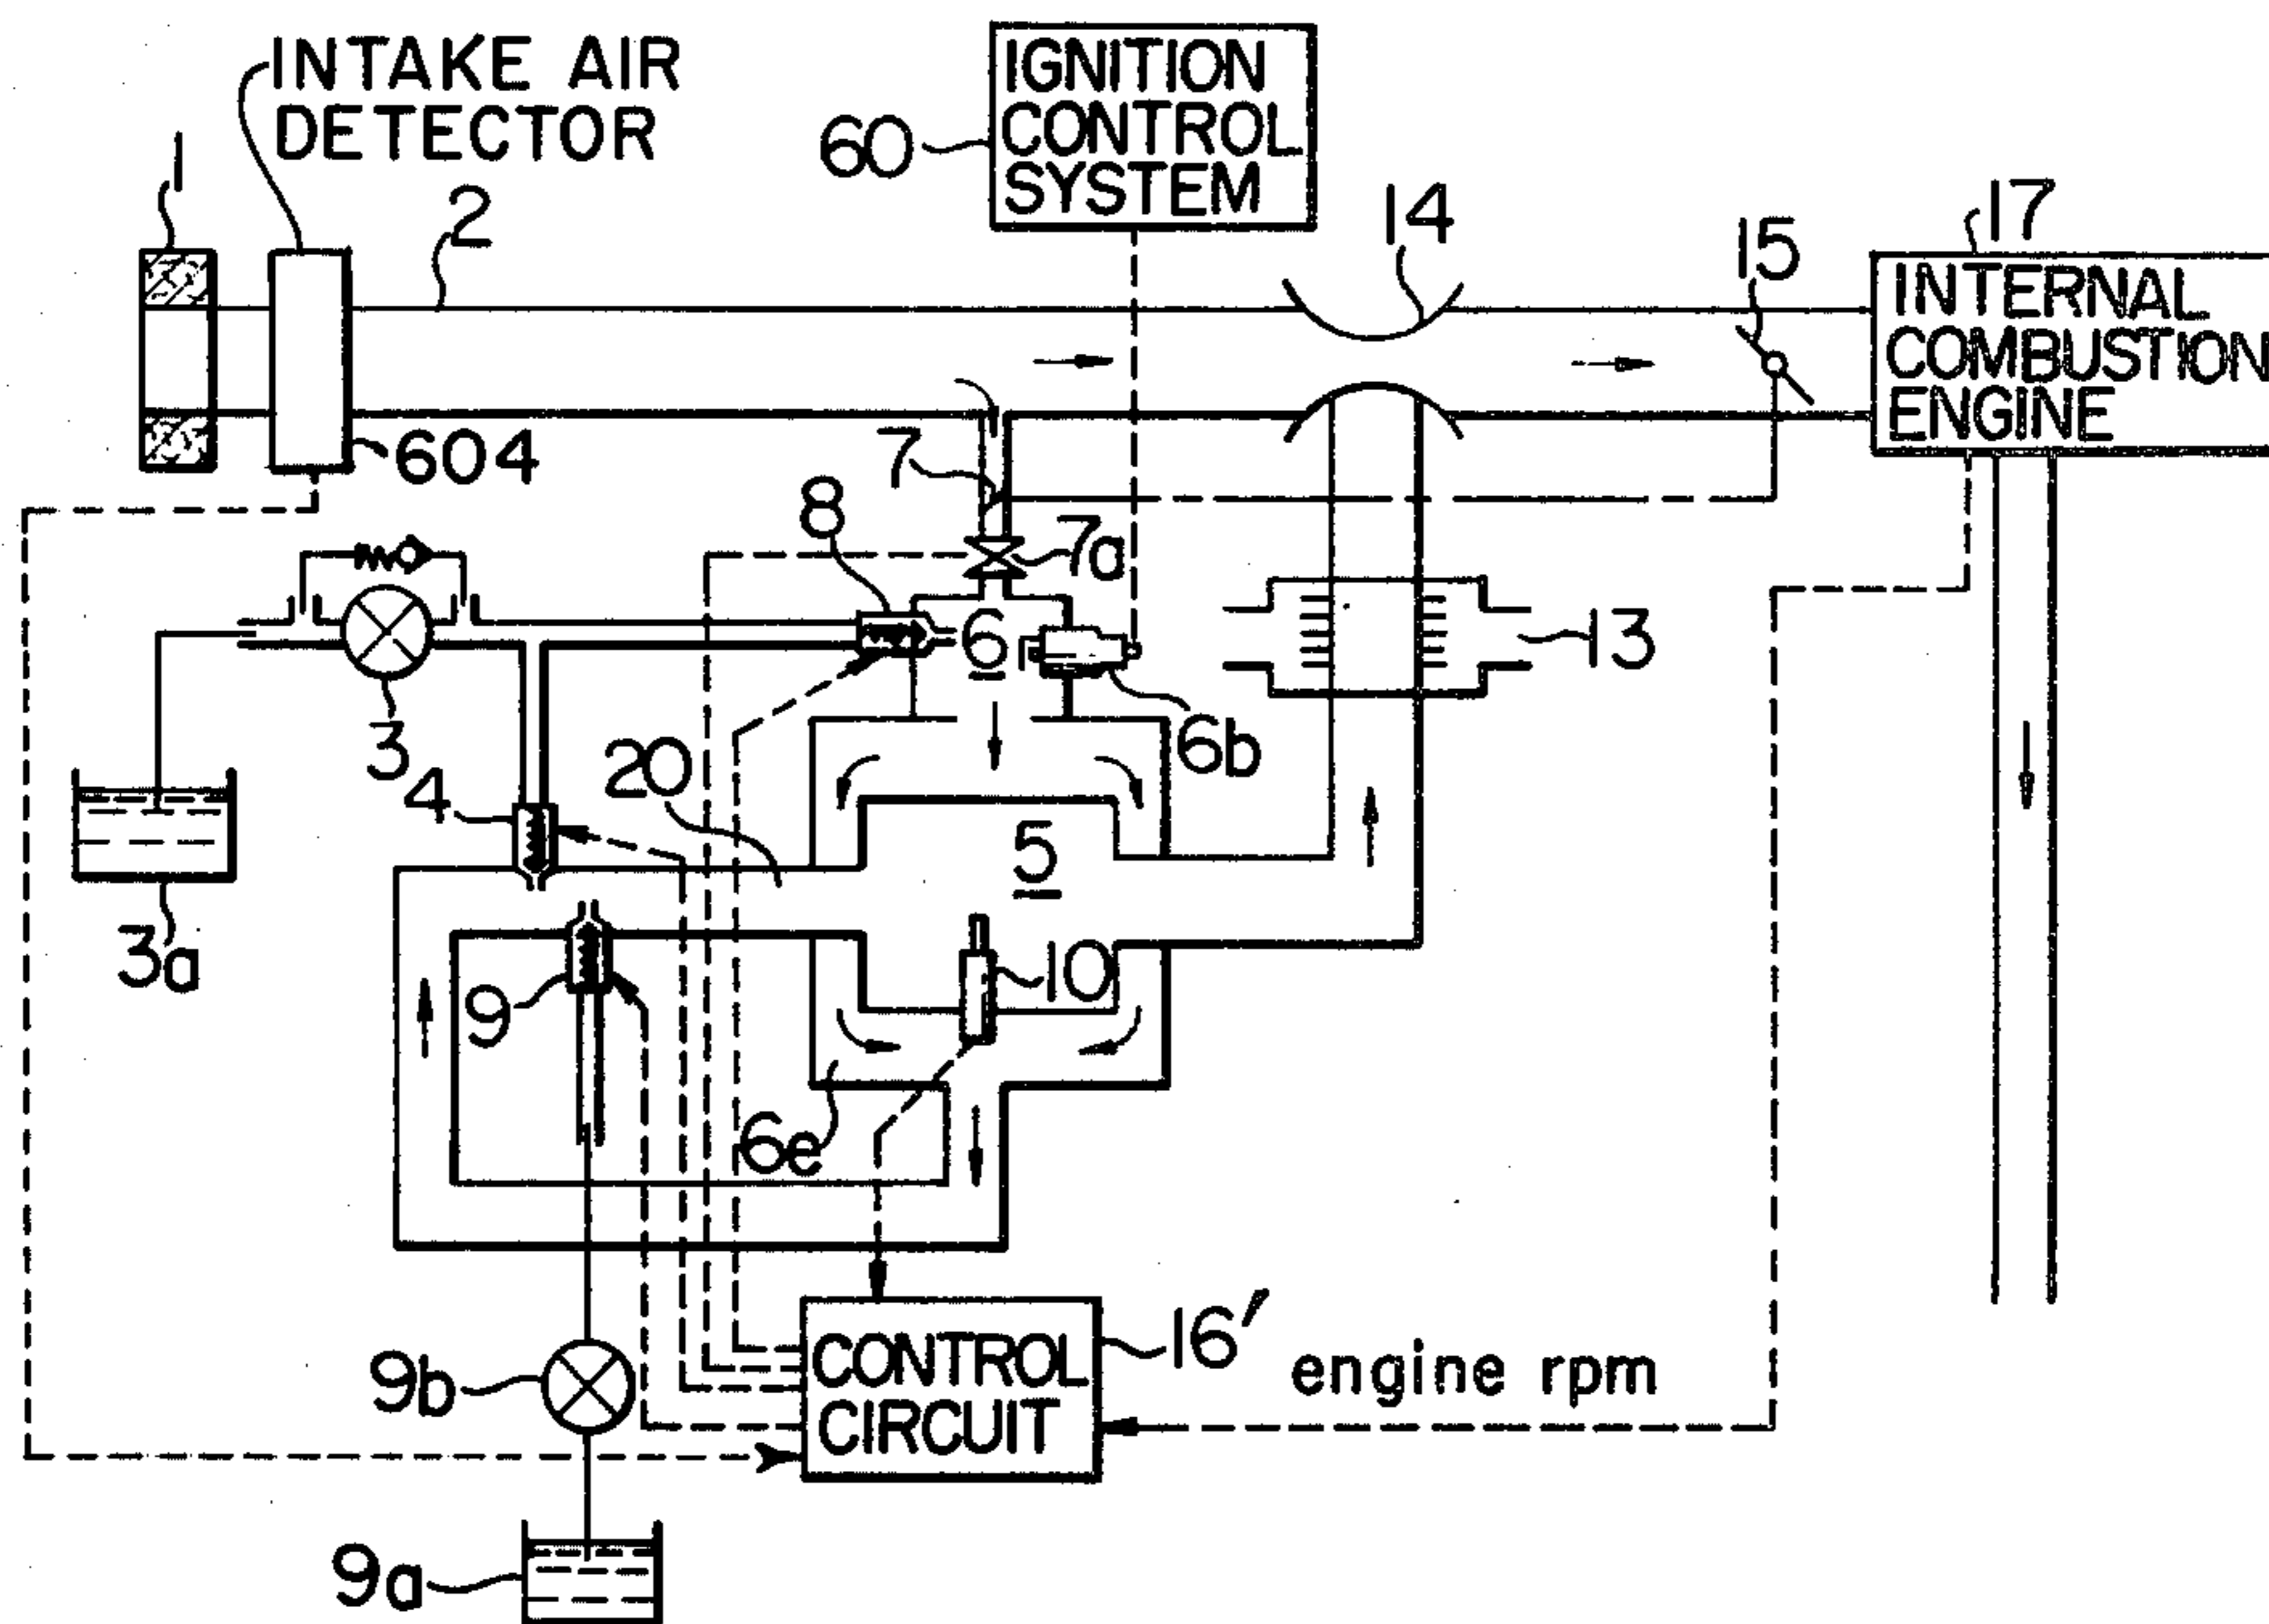 INTAKE AIR
DETECTOR
IGNITION
CONTROL
SYSTEM
60
1
2
14
15
17
INTERNAL
COMBUSTION
ENGINE
604
7
8
7a
6
13
3
6b
20
4
5
3a
10
9
6e
CONTROL
CIRCUIT
16'
engine rpm
9b
9a